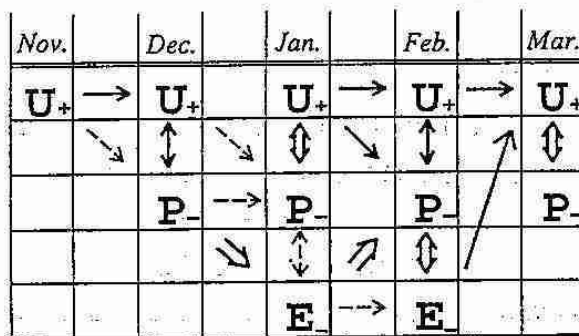 Nov. Dec. Jan. Feb. Mar.
U+ → U+ U+ → U+ → U+
P- → P- P- P-
E- → E-